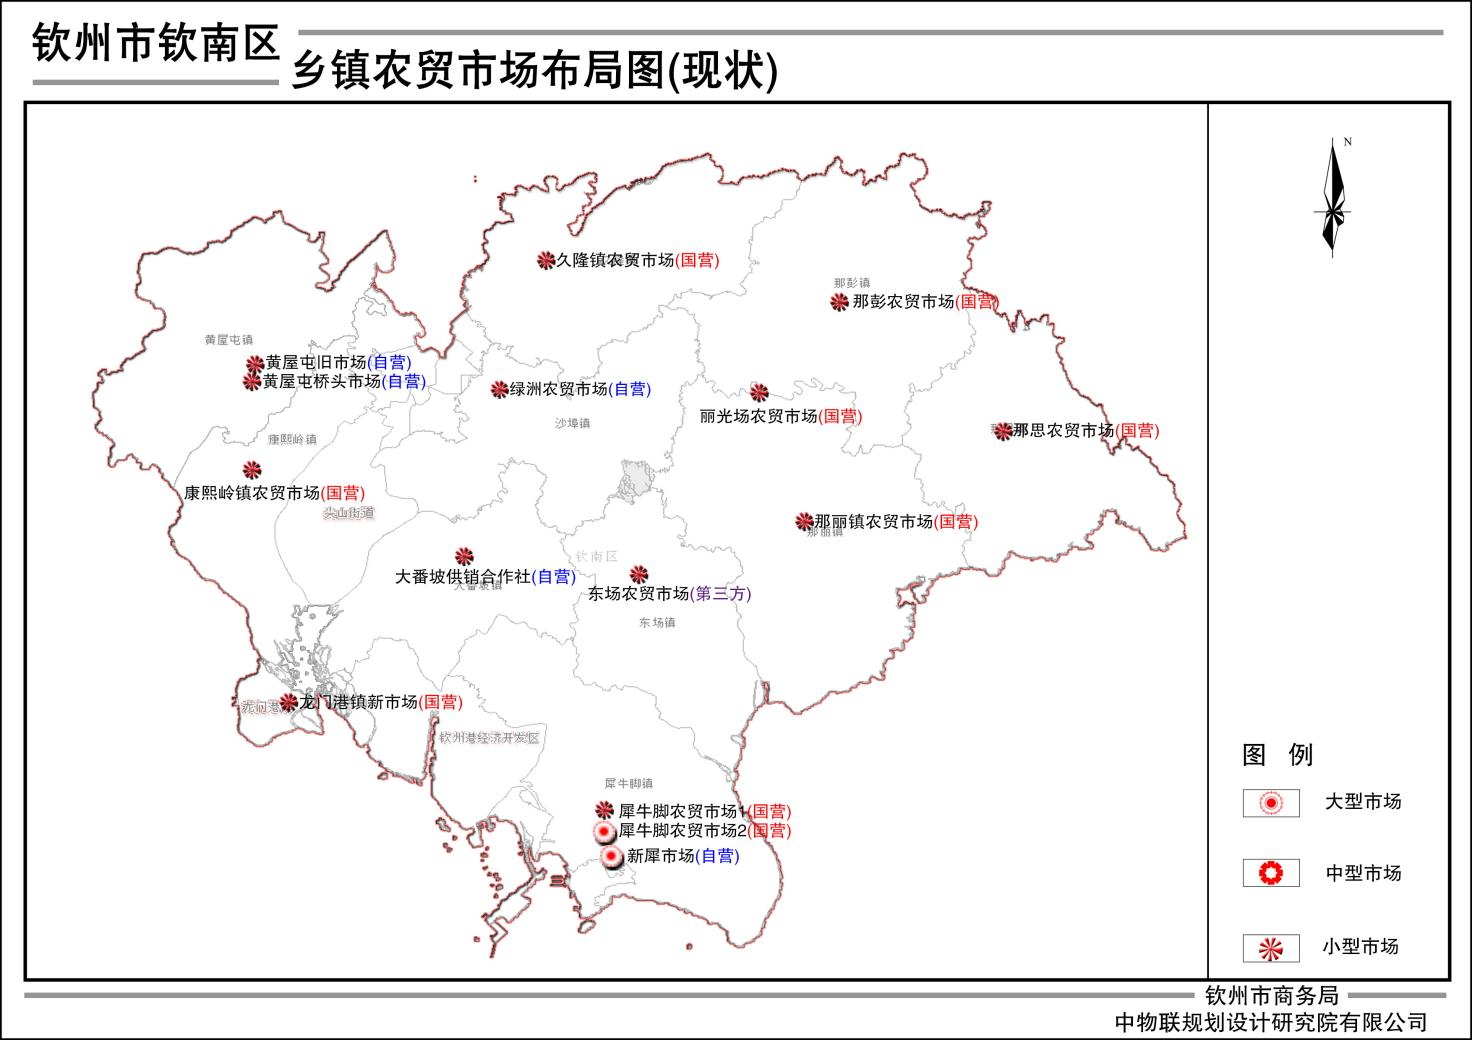 钦州市钦南区
乡镇农贸市场布局图(现状)
N
久隆镇农贸市场(国营)
那彭镇
那彭农贸市场(国营)
黄屋屯镇
黄屋屯旧市场(自营)
黄屋屯桥头市场(自营)
绿洲农贸市场(自营)
丽光场农贸市场(国营)
沙埠镇
那思农贸市场(国营)
康熙岭镇
康熙岭镇农贸市场(国营)
尖山街道
那丽镇农贸市场(国营)
那丽镇
钦南区
大番坡供销合作社(自营)
大番坡镇
东场农贸市场(第三方)
东场镇
龙门港镇新市场(国营)
龙门港
钦州港经济开发区
犀牛脚镇
犀牛脚农贸市场1(国营)
犀牛脚农贸市场2(国营)
新犀市场(自营)
图 例
大型市场
中型市场
小型市场
钦州市商务局
中物联规划设计研究院有限公司